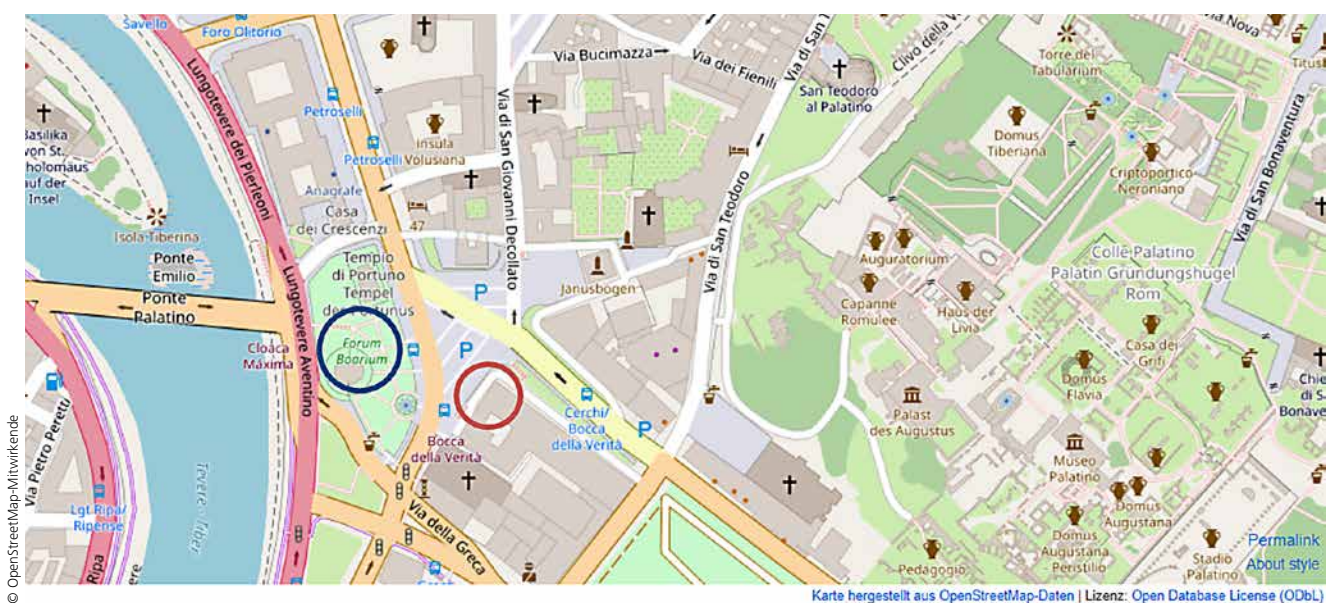 Savello
Foro Olitorio
Lungotevere dei Pierleoni
Petroselli
Petroselli
Insula
Volusiana
Via di San Giovanni Decollato
Via Bucimazza
Via dei Fienili
Via di San T
Via di San Teodoro
San Teodoro
al Palatino
Clivo della V
Via Nova
Torre del
Tabularium
Titus
Domus
Tiberiana
Criptoportico
Neroniano
Via di San Bonaventura
Basilika
von St.
holomäus
auf der
Insel
Isola Tiberina
Ponte
Emilio
Ponte
Palatino
Anagrafe
Casa
dei Crescenzi
47
Tempio
di Portuno
Tempel
des Portunus
Forum
Boarium
Cloaca
Maxima
Lungotevere Aventino
P
P
P
Janusbogen
Auguratorium
Capanne
Romulee
Haus der
Livia
Colle Palatino
Palatin Gründungshügel
Rom
Casa dei
Grifi
Domus
Flavia
Palast
des Augustus
Museo
Palatino
Domus
Augustana
Domus
Augustana
- Peristilio
Stadio
Palatino
Pedagogio
Chie
di S.
Bonave
Cerchi/
Bocca
della Verità
Bocca
della Verità
Via della Greca
Via Pietro Peretti
Lgt Ripa/
Ripense
Ripa
Tevere - Tiber
Permalink
About style
© OpenStreetMap-Mitwirkende
Karte hergestellt aus OpenStreetMap-Daten | Lizenz: Open Database License (ODbL)